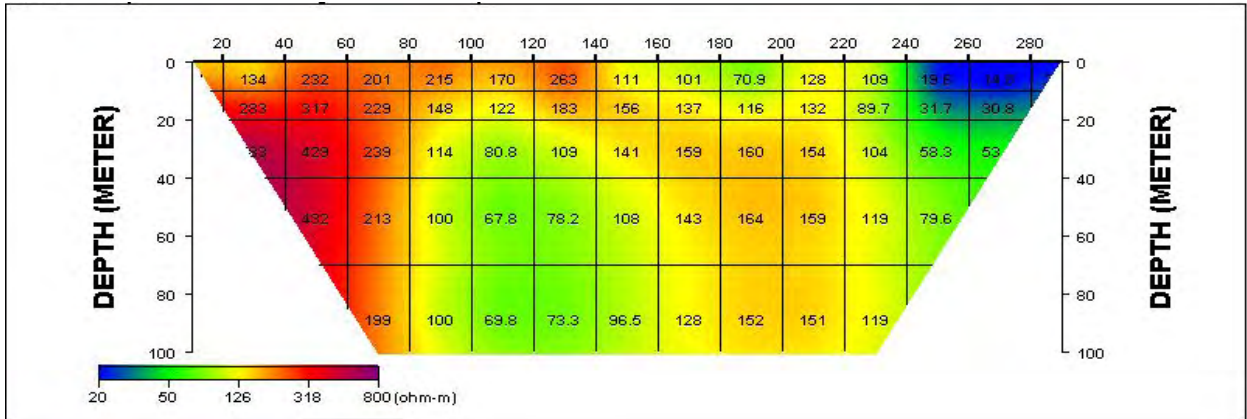 20 40 60 80 100 120 140 160 180 200 220 240 260 280
0 134 232 201 215 170 263 111 101 70.9 128 109 19.6 0
283 317 229 148 122 183 156 137 116 132 89.7 31.7 30.8
20 20
429 239 114 80.8 109 141 159 160 154 104 58.3 53
40 40
432 213 100 67.8 78.2 108 143 164 159 119 79.6
60 60
80 80
199 100 69.8 73.3 96.5 128 152 151 119
100 100
DEPTH (METER)
DEPTH (METER)
20 50 126 318 800 (ohm-m)